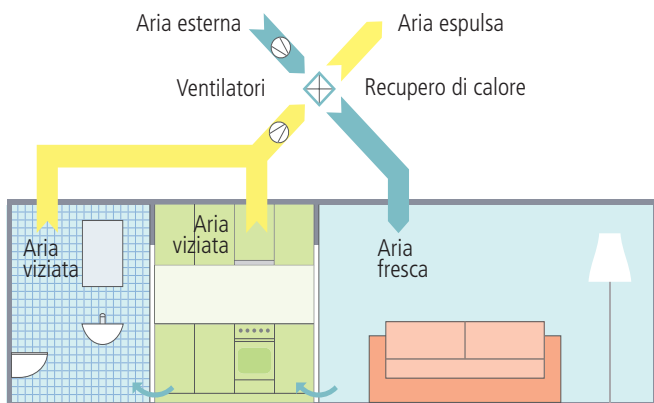 Aria esterna
Aria espulsa
Ventilatori
Recupero di calore
Aria
viziata
Aria
viziata
Aria
fresca